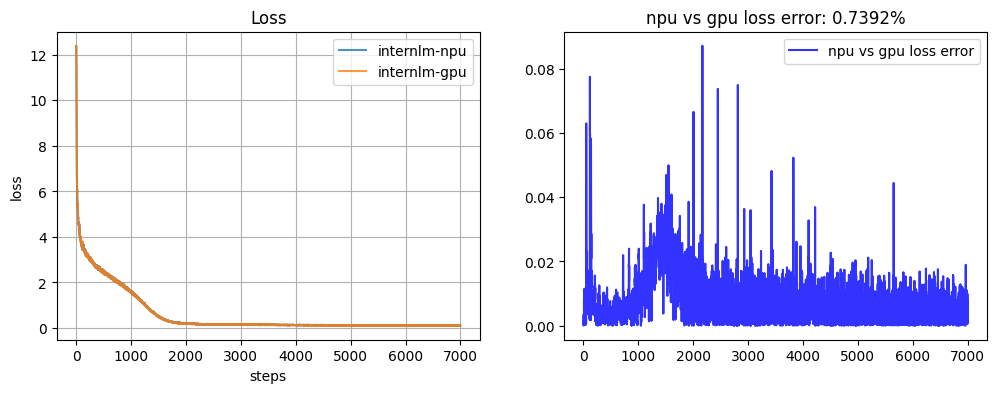 Loss
12
10
8
6
4
2
0
loss
internlm-npu
internlm-gpu
0 1000 2000 3000 4000 5000 6000 7000
steps
npu vs gpu loss error: 0.7392%
0.08
0.06
0.04
0.02
0.00
npu vs gpu loss error
0 1000 2000 3000 4000 5000 6000 7000